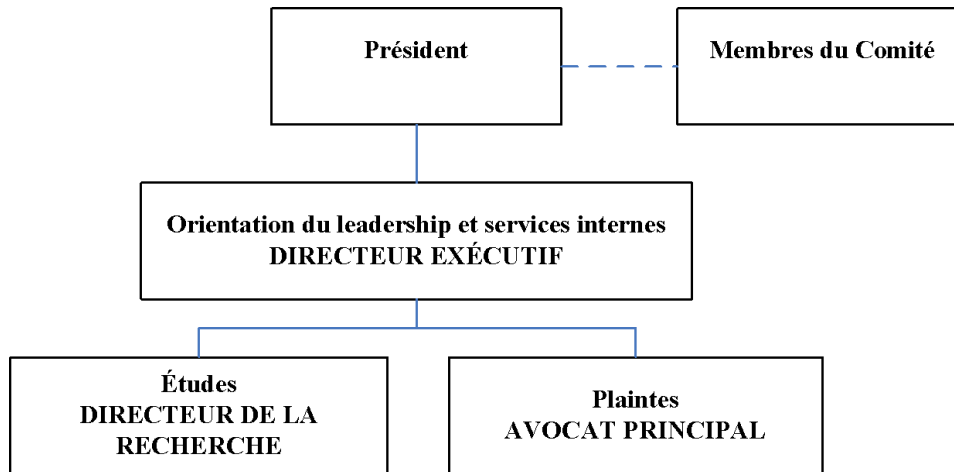 Président
Membres du Comité
Orientation du leadership et services internes
DIRECTEUR EXÉCUTIF
Études
DIRECTEUR DE LA
RECHERCHE
Plaintes
AVOCAT PRINCIPAL